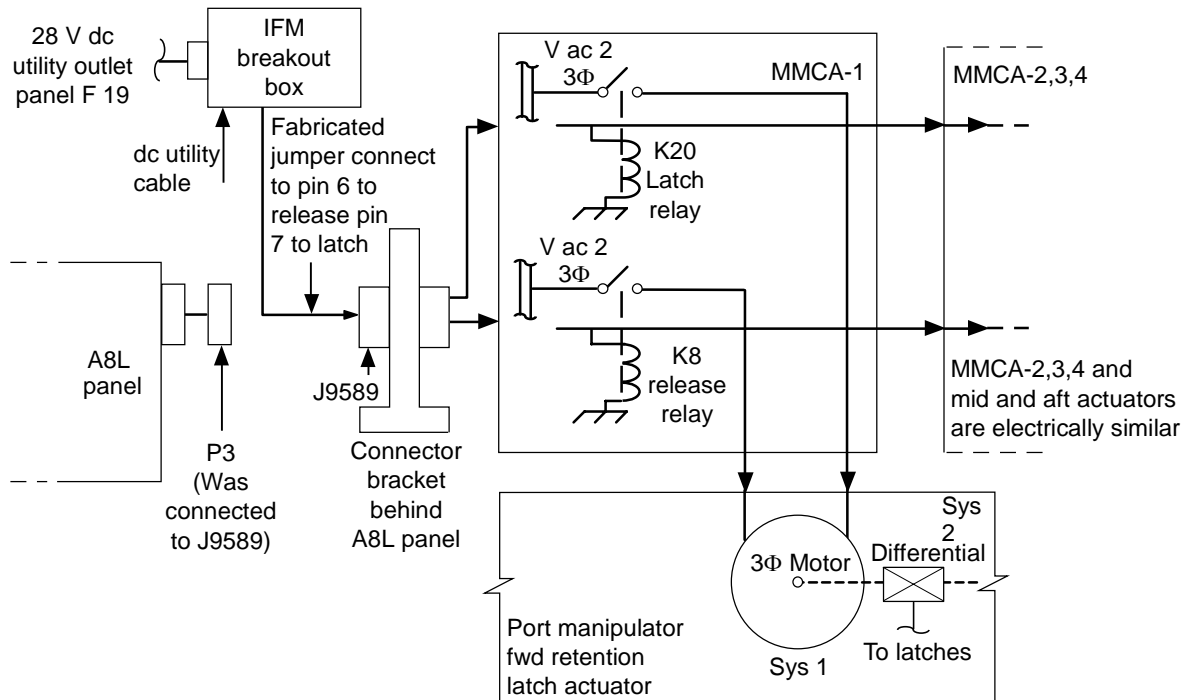 28 V dc
utility outlet
panel F 19
IFM
breakout
box
dc utility
cable
Fabricated
jumper connect
to pin 6 to
release pin
7 to latch
A8L
panel
P3
(Was
connected
to J9589)
J9589
Connector
bracket
behind
A8L panel
V ac 2
3Φ
MMCA-1
K20
Latch
relay
V ac 2
3Φ
K8
release
relay
MMCA-2,3,4
MMCA-2,3,4 and
mid and aft actuators
are electrically similar
Sys
2
Differential
3Φ Motor
To latches
Sys 1
Port manipulator
fwd retention
latch actuator